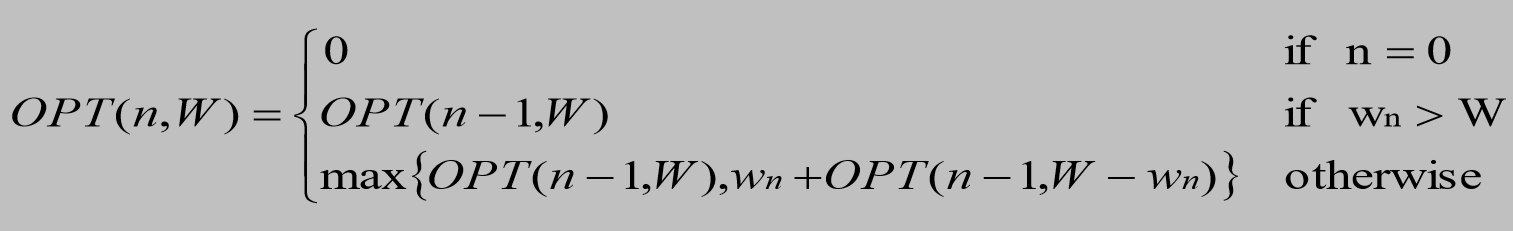 0 if n = 0
OPT(n,W) = { OPT(n−1,W) if wn > W
max{OPT(n−1,W),wn+OPT(n−1,W−wn)} otherwise